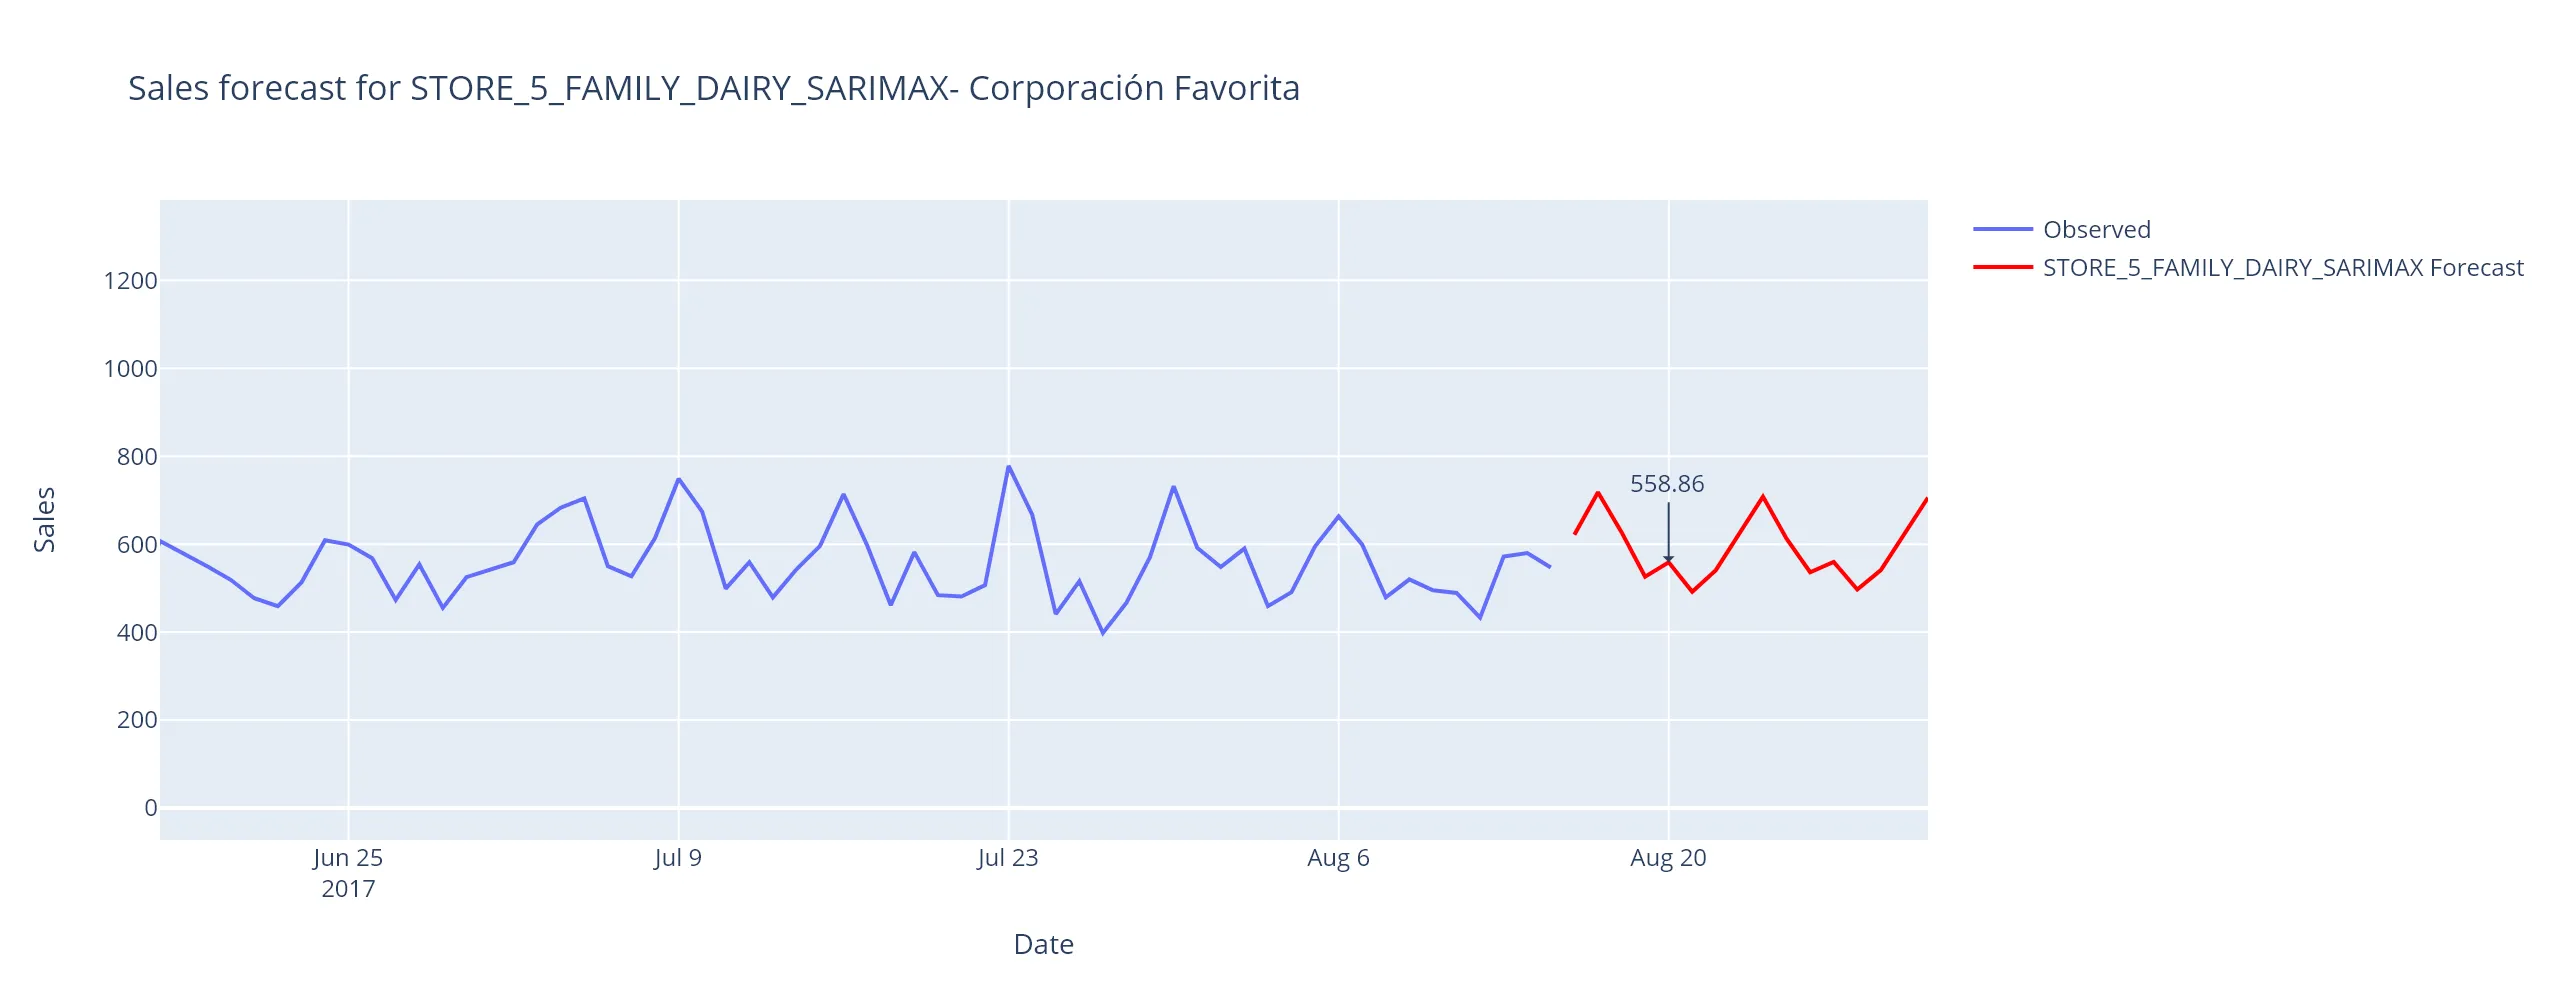 Sales forecast for STORE_5_FAMILY_DAIRY_SARIMAX- Corporación Favorita
Observed
STORE_5_FAMILY_DAIRY_SARIMAX Forecast
1200
1000
800
600
400
200
0
Sales
558.86
Jun 25
2017
Jul 9
Jul 23
Aug 6
Aug 20
Date